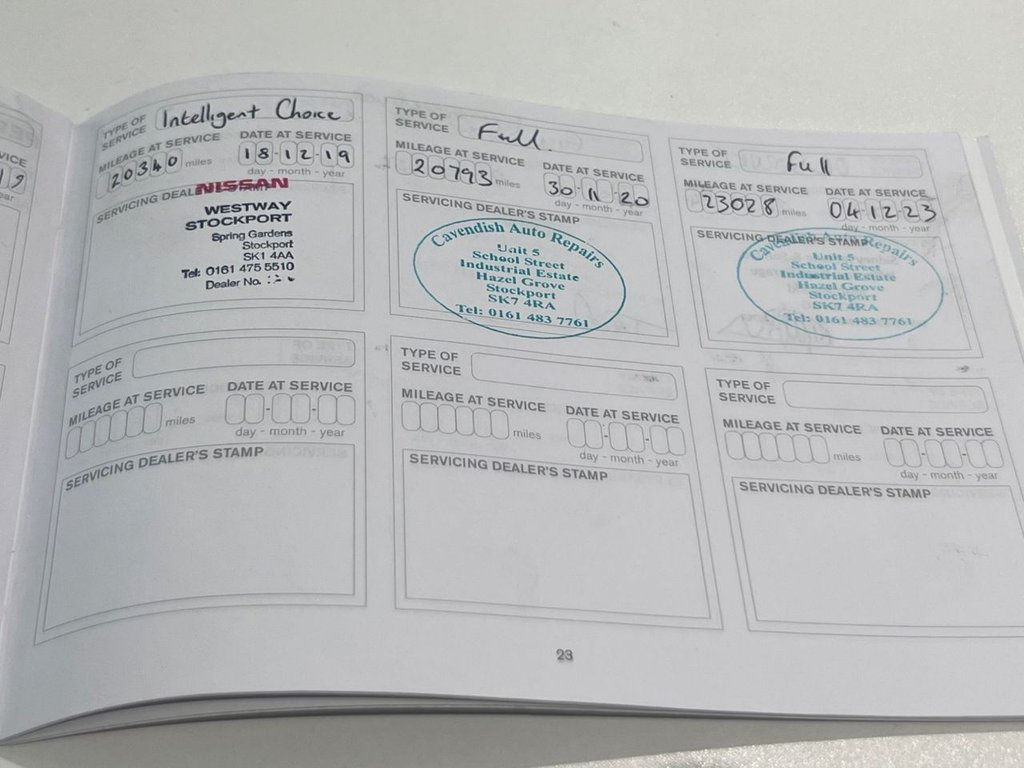 TYPE OF SERVICE Intelligent Choice
MILEAGE AT SERVICE 20340 miles
DATE AT SERVICE 18-12-19
day - month - year
SERVICING DEAL
NISSAN
WESTWAY
STOCKPORT
Spring Gardens
Stockport
SK1 4AA
Tel: 0161 475 5510
Dealer No.
TYPE OF SERVICE Full
MILEAGE AT SERVICE 20793 miles
DATE AT SERVICE 30-11-20
day - month - year
SERVICING DEALER'S STAMP
Cavendish Auto Repairs
Unit 5
School Street
Industrial Estate
Hazel Grove
Stockport
SK7 4RA
Tel: 0161 483 7761
TYPE OF SERVICE Full
MILEAGE AT SERVICE 23028 miles
DATE AT SERVICE 04 12 23
day - month - year
SERVICING DEALER'S STAMP
Cavendish Auto Repairs
Unit 5
School Street
Industrial Estate
Hazel Grove
Stockport
SK7 4RA
Tel: 0161 483 7761
TYPE OF SERVICE
MILEAGE AT SERVICE miles
DATE AT SERVICE
day - month - year
SERVICING DEALER'S STAMP
TYPE OF SERVICE
MILEAGE AT SERVICE miles
DATE AT SERVICE
day - month - year
SERVICING DEALER'S STAMP
TYPE OF SERVICE
MILEAGE AT SERVICE miles
DATE AT SERVICE
day - month - year
SERVICING DEALER'S STAMP
23